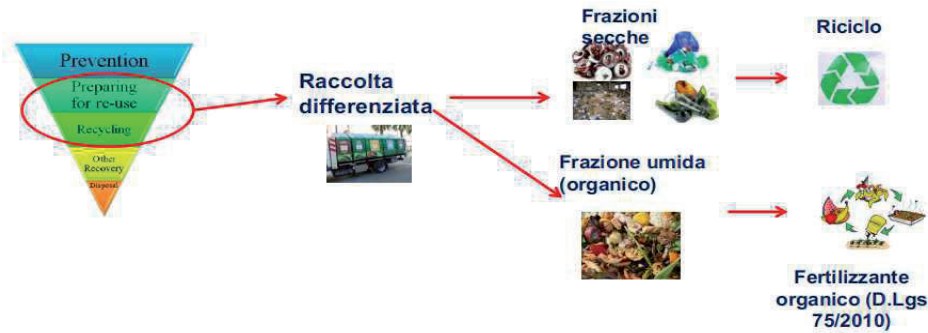 Prevention
Preparing
for re-use
Recycling
Other
Recovery
Disposal
Raccolta
differenziata
Frazioni
secche
Riciclo
Frazione umida
(organico)
Fertilizzante
organico (D.Lgs
75/2010)